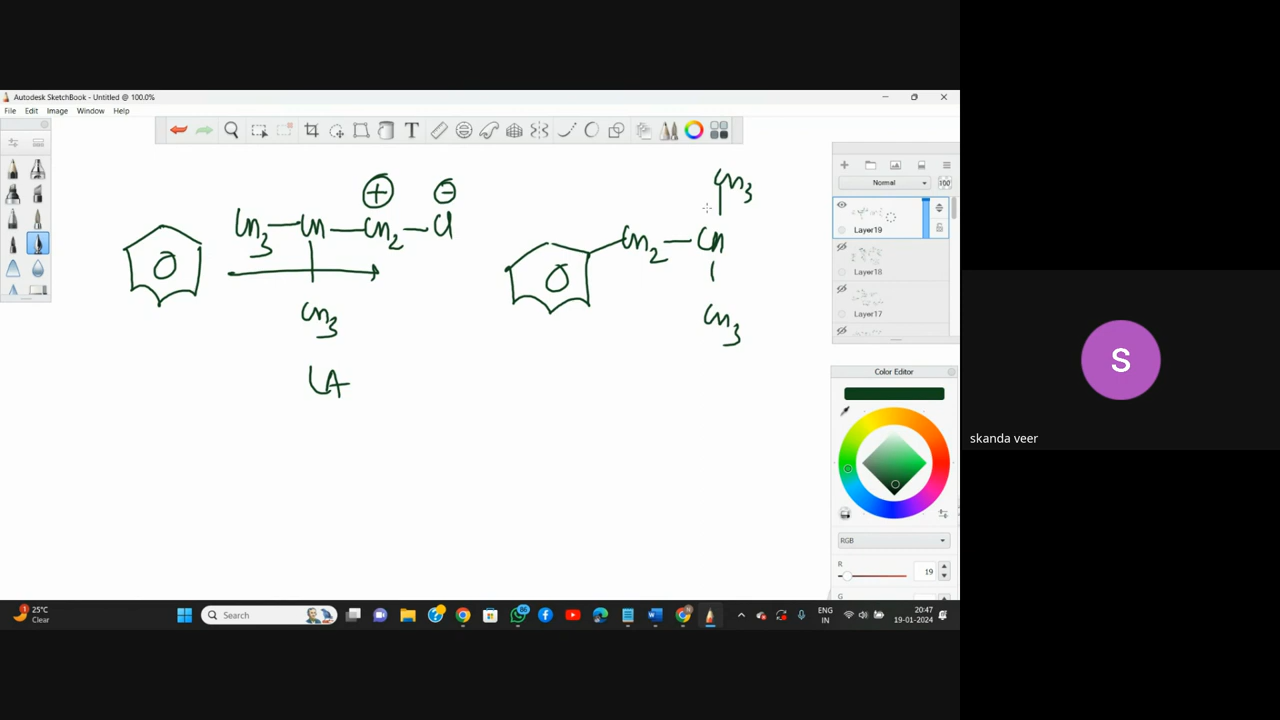 Autodesk SketchBook - Untitled @ 100.0%
File Edit Image Window Help
T
Normal 100
Layer19
Layer18
Layer17
CH3 — CH — CH2 — Cl
+
−
CH3
LA
CH2 — CH
CH3
CH3
Color Editor
RGB
R 19
G
S
skanda veer
1
25°C
Clear
Search
86
ENG
IN
20:47
19-01-2024